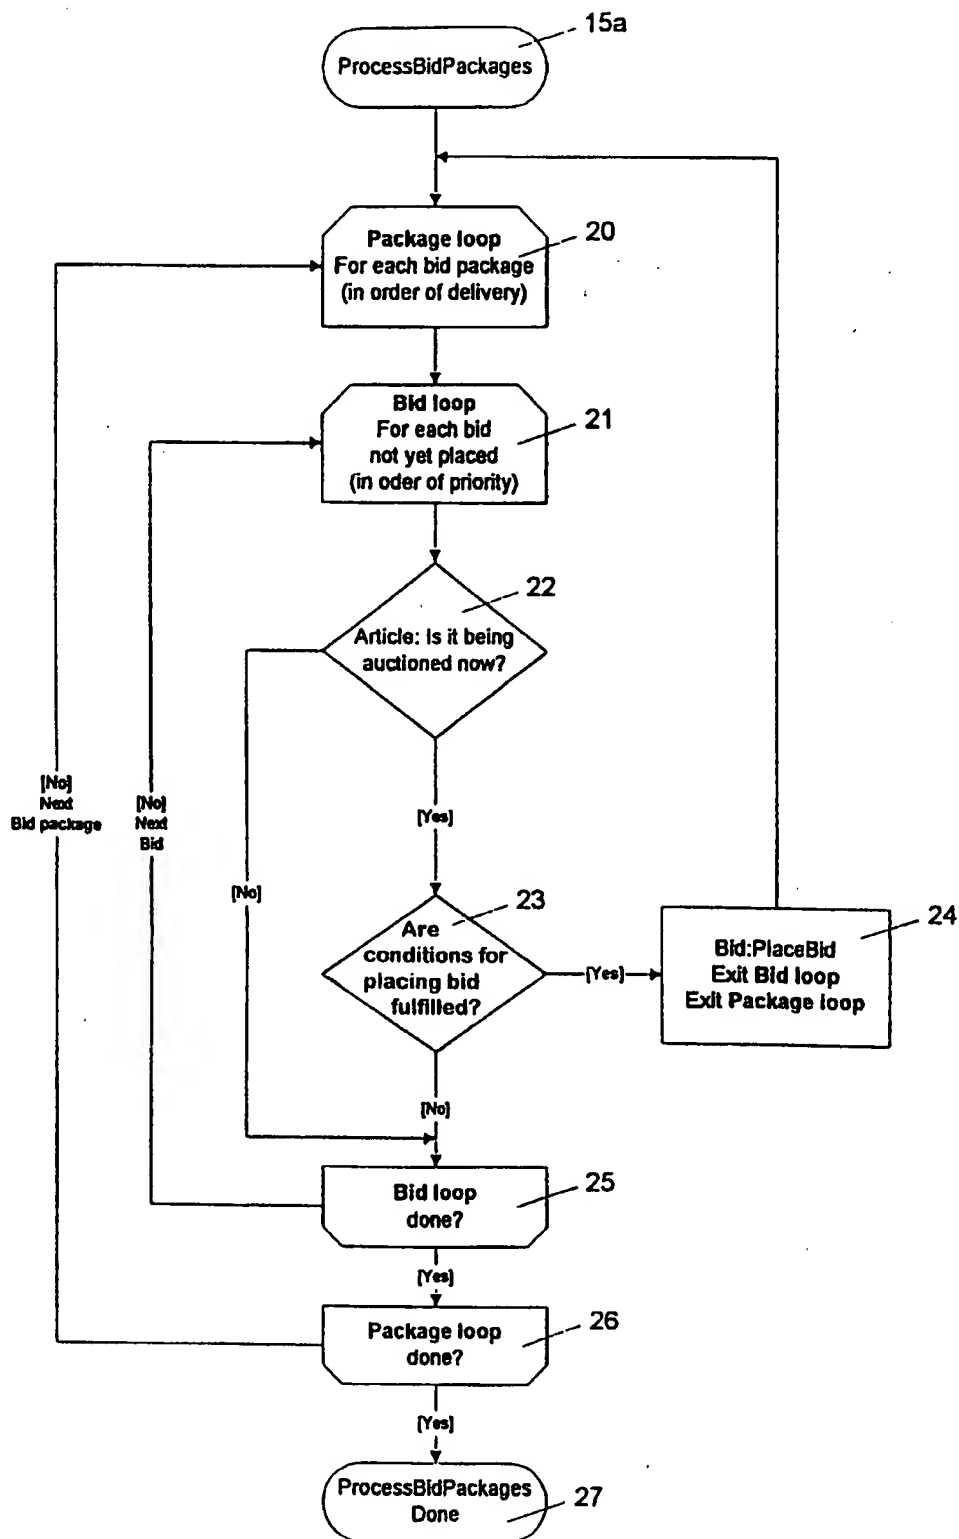 15a
ProcessBidPackages
Package loop
For each bid package
(in order of delivery)
20
Bid loop
For each bid
not yet placed
(in oder of priority)
21
22
Article: Is it being
auctioned now?
[No]
Next
Bid package
[No]
Next
Bid
[Yes]
[No]
23
Are
conditions for
placing bid
fulfilled?
[Yes]
24
Bid:PlaceBid
Exit Bid loop
Exit Package loop
[No]
Bid loop
done?
25
[Yes]
Package loop
done?
26
[Yes]
ProcessBidPackages
Done
27